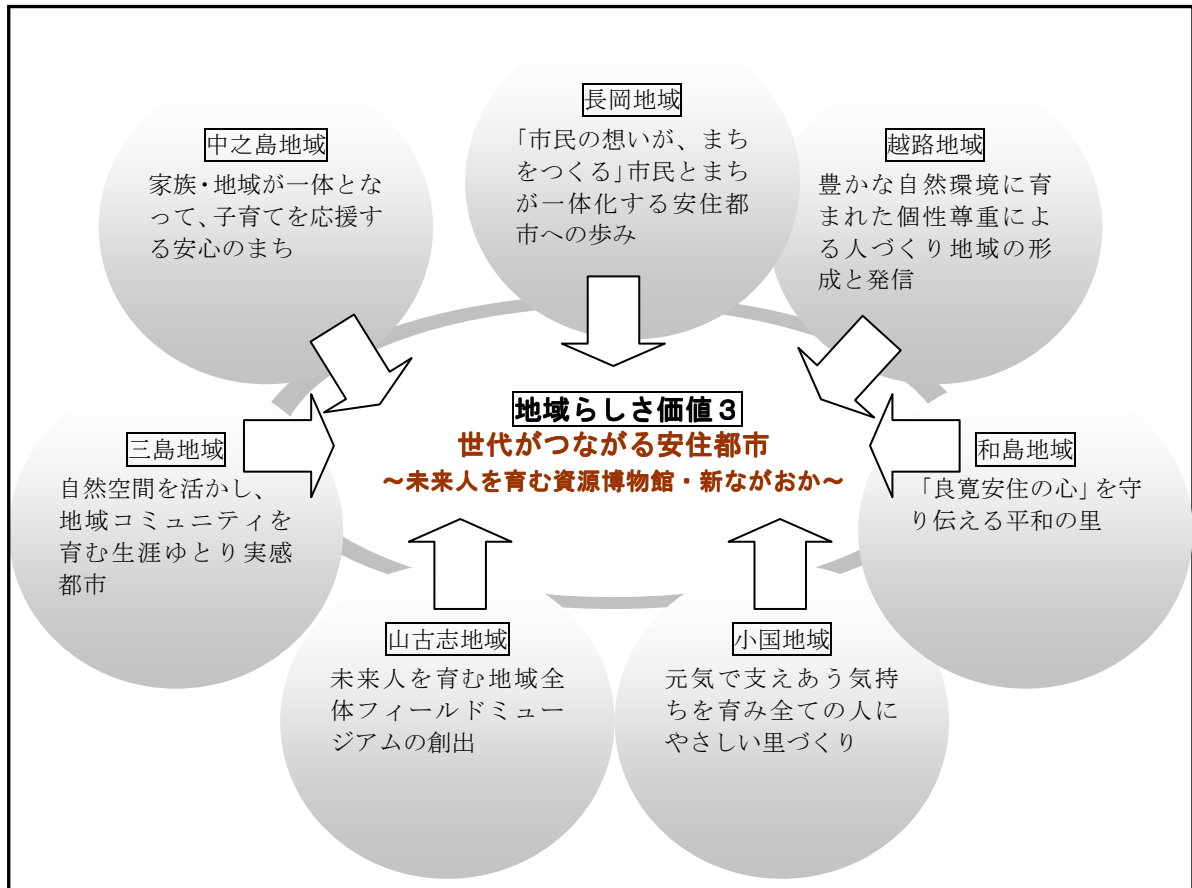 長岡地域
「市民の想いが、まち
をつくる」市民とまち
が一体化する安住都
市への歩み
中之島地域
家族・地域が一体とな
って、子育てを応援す
る安心のまち
越路地域
豊かな自然環境に育
まれた個性尊重によ
る人づくり地域の形
成と発信
地域らしさ価値３
世代がつながる安住都市
～未来人を育む資源博物館・新ながおか～
三島地域
自然空間を活かし、
地域コミュニティを
育む生涯ゆとり実感
都市
和島地域
「良寛安住の心」を守
り伝える平和の里
山古志地域
未来人を育む地域全
体フィールドミュー
ジアムの創出
小国地域
元気で支えあう気持
ちを育み全ての人に
やさしい里づくり